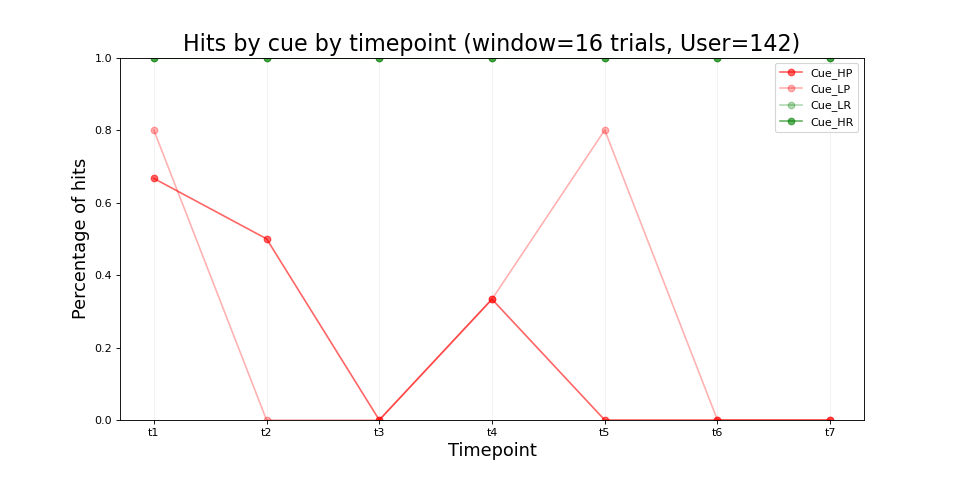 Hits by cue by timepoint (window=16 trials, User=142)
Percentage of hits
1.0
0.8
0.6
0.4
0.2
0.0
Cue_HP
Cue_LP
Cue_LR
Cue_HR
t1 t2 t3 t4 t5 t6 t7
Timepoint